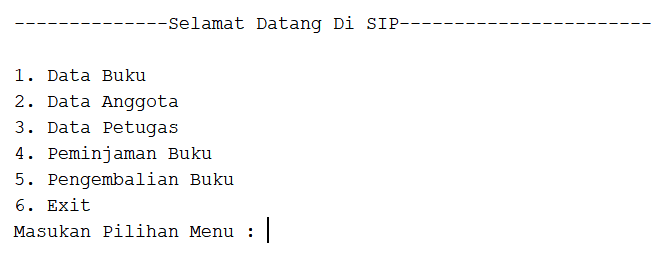 --------------Selamat Datang Di SIP-----------------------
1. Data Buku
2. Data Anggota
3. Data Petugas
4. Peminjaman Buku
5. Pengembalian Buku
6. Exit
Masukan Pilihan Menu :